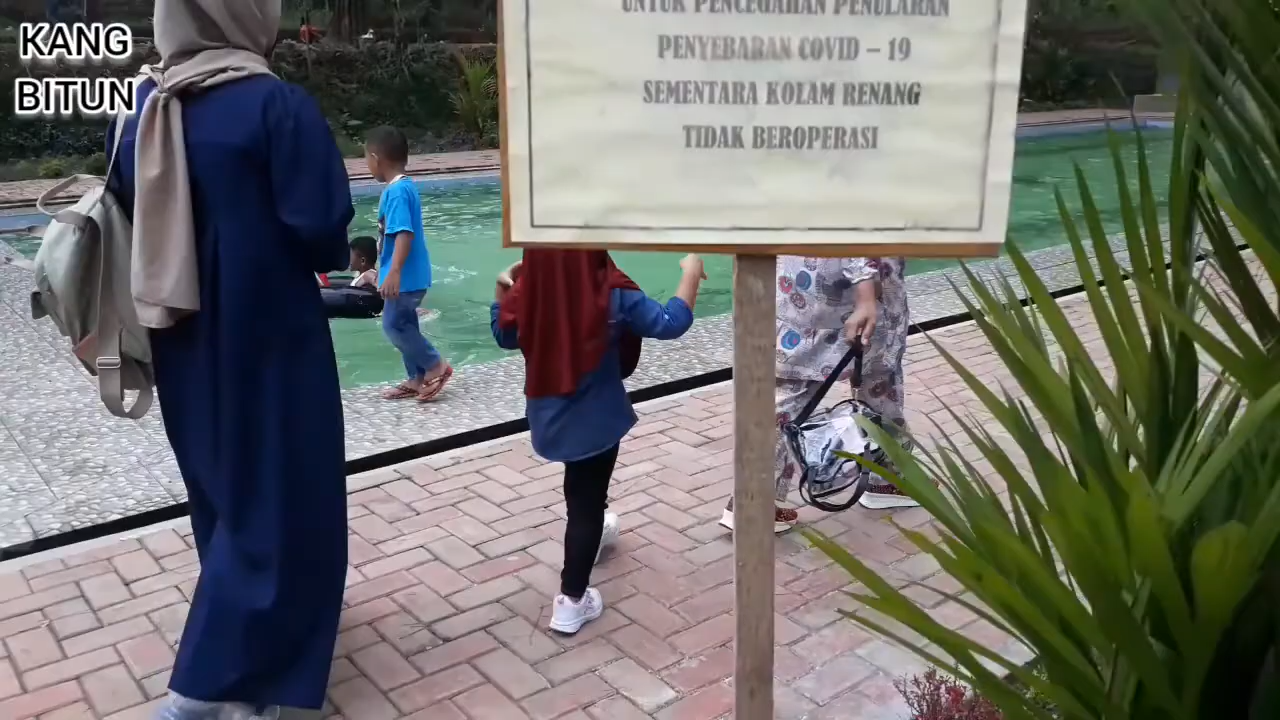 KANG
BITUN
UNTUK PENCEGAHAN PENULARAN
PENYEBARAN COVID – 19
SEMENTARA KOLAM RENANG
TIDAK BEROPERASI